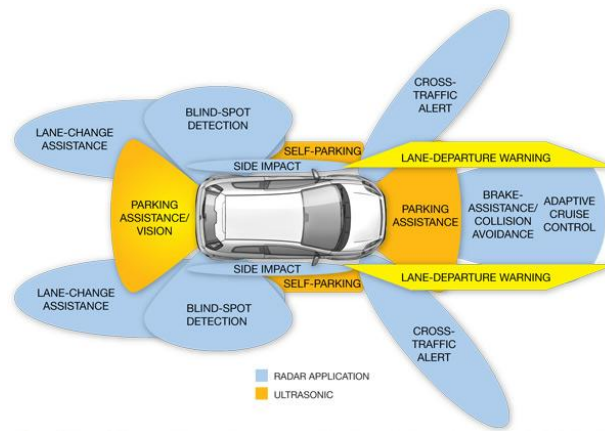 CROSS-
TRAFFIC
ALERT
BLIND-SPOT
DETECTION
LANE-CHANGE
ASSISTANCE
SELF-PARKING
SIDE IMPACT
LANE-DEPARTURE WARNING
PARKING
ASSISTANCE/
VISION
PARKING
ASSISTANCE
BRAKE-
ASSISTANCE/
COLLISION
AVOIDANCE
ADAPTIVE
CRUISE
CONTROL
SIDE IMPACT
LANE-DEPARTURE WARNING
SELF-PARKING
LANE-CHANGE
ASSISTANCE
BLIND-SPOT
DETECTION
CROSS-
TRAFFIC
ALERT
RADAR APPLICATION
ULTRASONIC